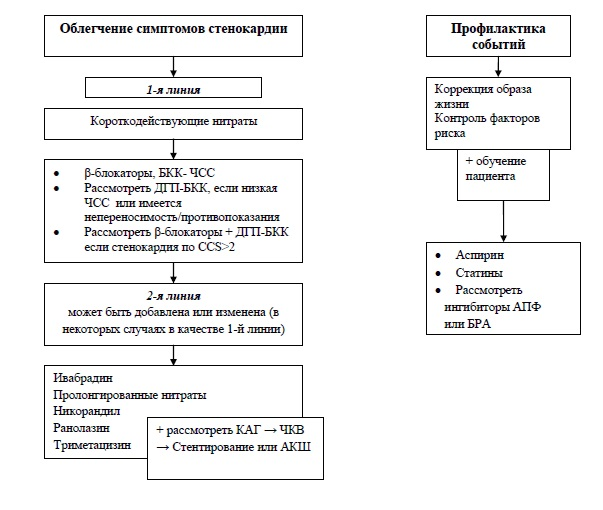 Облегчение симптомов стенокардии
1-я линия
Короткодействующие нитраты
• β-блокаторы, БКК- ЧСС
• Рассмотреть ДГП-БКК, если низкая
ЧСС или имеется
непереносимость/противопоказания
• Рассмотреть β-блокаторы + ДГП-БКК
если стенокардия по CCS>2
2-я линия
может быть добавлена или изменена (в
некоторых случаях в качестве 1-й линии)
Ивабрадин
Пролонгированные нитраты
Никорандил
Ранолазин
Триметацизин
+ рассмотреть КАГ → ЧКВ
→ Стентирование или АКШ
Профилактика
событий
Коррекция образа
жизни
Контроль факторов
риска
+ обучение
пациента
• Аспирин
• Статины
• Рассмотреть
ингибиторы АПФ
или БРА